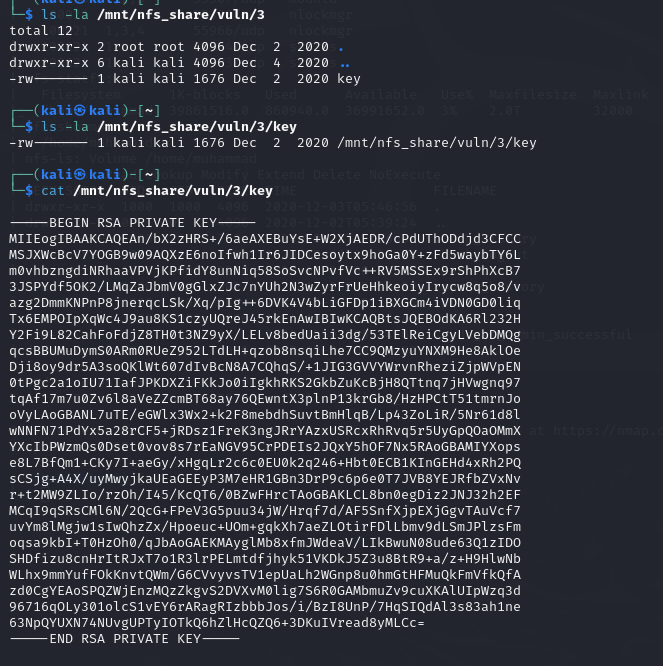 └─$ ls -la /mnt/nfs_share/vuln/3
total 12
drwxr-xr-x 2 root root 4096 Dec  2  2020 .
drwxr-xr-x 6 kali kali 4096 Dec  4  2020 ..
-rw------- 1 kali kali 1676 Dec  2  2020 key
┌──(kali㉿kali)-[~]
└─$ ls -la /mnt/nfs_share/vuln/3/key
-rw------- 1 kali kali 1676 Dec  2  2020 /mnt/nfs_share/vuln/3/key
┌──(kali㉿kali)-[~]
└─$ cat /mnt/nfs_share/vuln/3/key
-----BEGIN RSA PRIVATE KEY-----
MIIEogIBAAKCAQEAn/bX2zHRS+/6aeAXEBuYsE+W2XjAEDR/cPdUThODdjd3CFCC
MSJXWcBcV7YOGB9w09AQXzE6noIfwh1Ir6JIDCesoytx9hoGa0Y+zFd5waybTY6L
m0vhbzngdiNRhaaVPVjKPfidY8unNiq58SoSvcNPvfVc++RV5MSSEx9rShPhXcB7
3JSPYdf5OK2/LMqZaJbmV0gGlxZJc7nYUh2N3wZyrFrUeHhkeoiyIrycw8q5o8/v
azg2DmmKNPnP8jnerqcLSk/Xq/pIg++6DVK4V4bLiGFDp1iBXGCm4iVDN0GD0liq
Tx6EMPOIpXqWc4J9au8KS1czyUQreJ45rkEnAwIBIwKCAQBtsJQEBOdKA6Rl232H
Y2Fi9L82CahFoFdjZ8TH0t3NZ9yX/LELv8bedUaii3dg/53TElReiCgyLVebDMQg
qcsBBUMuDymS0ARm0RUeZ952LTdLH+qzob8nsqiLhe7CC9QMzyuYNXM9He8AklOe
Dji8oy9dr5A3soQKlWt607dIvBcN8A7CQhqS/+1JIG3GVVYWrvnRheziZjpWVpEN
0tPgc2a1oIU71IafJPKDXZiFKkJo0iIgkhRKS2GkbZuKcBjH8QTtnq7jHVwgnq97
tqAf17m7u0Zv6l8aVeZZcmBT68ay76QEwntX3plnP13krGb8/HzHPCtT51tmrnJo
oVyLAoGBANL7uTE/eGWlx3Wx2+k2F8mebdhSuvtBmHlqB/Lp43ZoLiR/5Nr61d8l
wNNFN71PdYx5a28rCF5+jRDsz1FreK3ngJRrYAzxUSRcxRhRvq5r5UyGpQOaOMmX
YXcIbPWzmQs0Dset0vov8s7rEaNGV95CrPDEIs2JQxY5hOF7Nx5RAoGBAMIYXops
e8L7BfQm1+CKy7I+aeGy/xHgqLr2c6c0EU0k2q246+Hbt0ECB1KInGEHd4xRh2PQ
sCSjg+A4X/uyMwyjkaUEaGEEyP3M7eHR1GBn3DrP9c6p6e0T7JVB8YEJRfbZVxNv
r+t2MW9ZLIo/rzOh/I45/KcQT6/0BZwFHrcTAoGBAKLCL8bn0egDiz2JNJ32h2EF
MCqI9qSRsCMl6N/2QcG+FPeV3G5puu34jW/Hrqf7d/AF5SnfXjpEXjGgvTAuVcf7
uvYm8lMgjw1sIwQhzZx/Hpoeuc+UOm+gqkXh7aeZLOtirFDlLbmv9dLSmJPlzsFm
oqsa9kbI+T0HzOh0/qJbAoGAEKMAyglMb8xfmJWdeaV/LIkBwuN08ude63Q1zIDO
SHDfizu8cnHrItRJxT7o1R3lrPELmtdfjhyk51VKDkJ5Z3u8BtR9+a/z+H9HlwNb
WLhx9mmYufFOkKnvtQWm/G6CVvyvsTV1epUaLh2WGnp8u0hmGtHFMuQkFmVfkQfA
zd0CgYEAoSPQZWjEnzMQzZkgvS2DVXvM0lig7S6R0GAMbmuZv9cuXKAlUIpWzq3d
96716qOLy301olcS1vEY6rARagRIzbbbJos/i/BzI8UnP/7HqSIQdAl3s83ah1ne
63NpQYUXN74NUvgUPTyIOTkQ6hZlHcQZQ6+3DKuIVread8yMLCc=
-----END RSA PRIVATE KEY-----